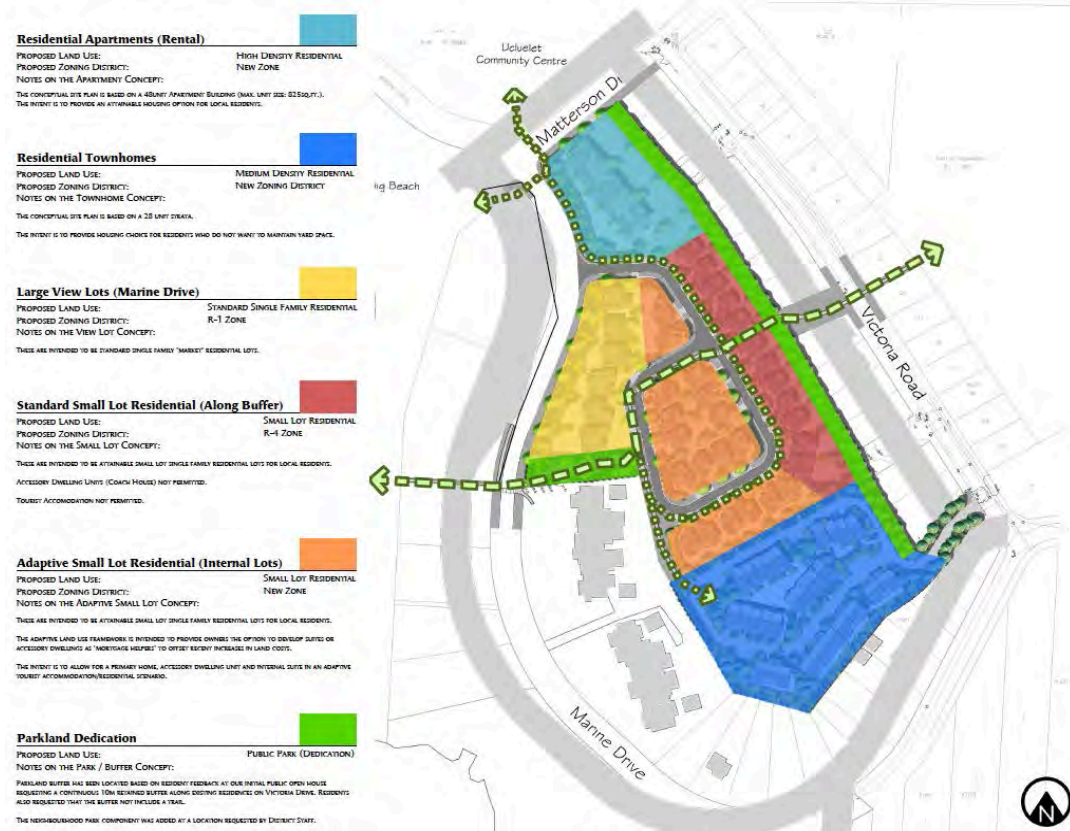 Residential Apartments (Rental)
PROPOSED LAND USE: HIGH DENSITY RESIDENTIAL
PROPOSED ZONING DISTRICT: NEW ZONE
NOTES ON THE APARTMENT CONCEPT:
THE CONCEPTUAL SITE PLAN IS BASED ON A 48UNIT APARTMENT BUILDING (MAX. UNIT SIZE: 825SQ.FT.).
THE INTENT IS TO PROVIDE AN ATTAINABLE HOUSING OPTION FOR LOCAL RESIDENTS.
Residential Townhomes
PROPOSED LAND USE: MEDIUM DENSITY RESIDENTIAL
PROPOSED ZONING DISTRICT: NEW ZONING DISTRICT
NOTES ON THE TOWNHOME CONCEPT:
THE CONCEPTUAL SITE PLAN IS BASED ON A 28 UNIT STRATA.
THE INTENT IS TO PROVIDE HOUSING CHOICE FOR RESIDENTS WHO DO NOT WANT TO MAINTAIN YARD SPACE.
Large View Lots (Marine Drive)
PROPOSED LAND USE: STANDARD SINGLE FAMILY RESIDENTIAL
PROPOSED ZONING DISTRICT: R-1 ZONE
NOTES ON THE VIEW LOT CONCEPT:
THESE ARE INTENDED TO BE STANDARD SINGLE FAMILY 'MARKET' RESIDENTIAL LOTS.
Standard Small Lot Residential (Along Buffer)
PROPOSED LAND USE: SMALL LOT RESIDENTIAL
PROPOSED ZONING DISTRICT: R-4 ZONE
NOTES ON THE SMALL LOT CONCEPT:
THESE ARE INTENDED TO BE ATTAINABLE SMALL LOT SINGLE FAMILY RESIDENTIAL LOTS FOR LOCAL RESIDENTS.
ACCESSORY DWELLING UNITS (COACH HOUSE) NOT PERMITTED.
TOURIST ACCOMODATION NOT PERMITTED.
Adaptive Small Lot Residential (Internal Lots)
PROPOSED LAND USE: SMALL LOT RESIDENTIAL
PROPOSED ZONING DISTRICT: NEW ZONE
NOTES ON THE ADAPTIVE SMALL LOT CONCEPT:
THESE ARE INTENDED TO BE ATTAINABLE SMALL LOT SINGLE FAMILY RESIDENTIAL LOTS FOR LOCAL RESIDENTS.
THE ADAPTIVE LAND USE FRAMEWORK IS INTENDED TO PROVIDE OWNERS THE OPTION TO DEVELOP SUITES OR
ACCESSORY DWELLINGS AS 'MORTGAGE HELPERS' TO OFFSET RECENT INCREASES IN LAND COSTS.
THE INTENT IS TO ALLOW FOR A PRIMARY HOME, ACCESSORY DWELLING UNIT AND INTERNAL SUITE IN AN ADAPTIVE
TOURIST ACCOMMODATION/RESIDENTIAL SCENARIO.
Parkland Dedication
PROPOSED LAND USE: PUBLIC PARK (DEDICATION)
NOTES ON THE PARK / BUFFER CONCEPT:
PARKLAND BUFFER HAS BEEN LOCATED BASED ON RESIDENT FEEDBACK AT OUR INITIAL PUBLIC OPEN HOUSE
REQUESTING A CONTINUOUS 10M RETAINED BUFFER ALONG EXISTING RESIDENCES ON VICTORIA DRIVE. RESIDENTS
ALSO REQUESTED THAT THE BUFFER NOT INCLUDE A TRAIL.
THE NEIGHBOURHOOD PARK COMPONENT WAS ADDED AT A LOCATION REQUESTED BY DISTRICT STAFF.
Ucluelet
Community Centre
Matterson Dr
ig Beach
Victoria Road
Marine Drive
N